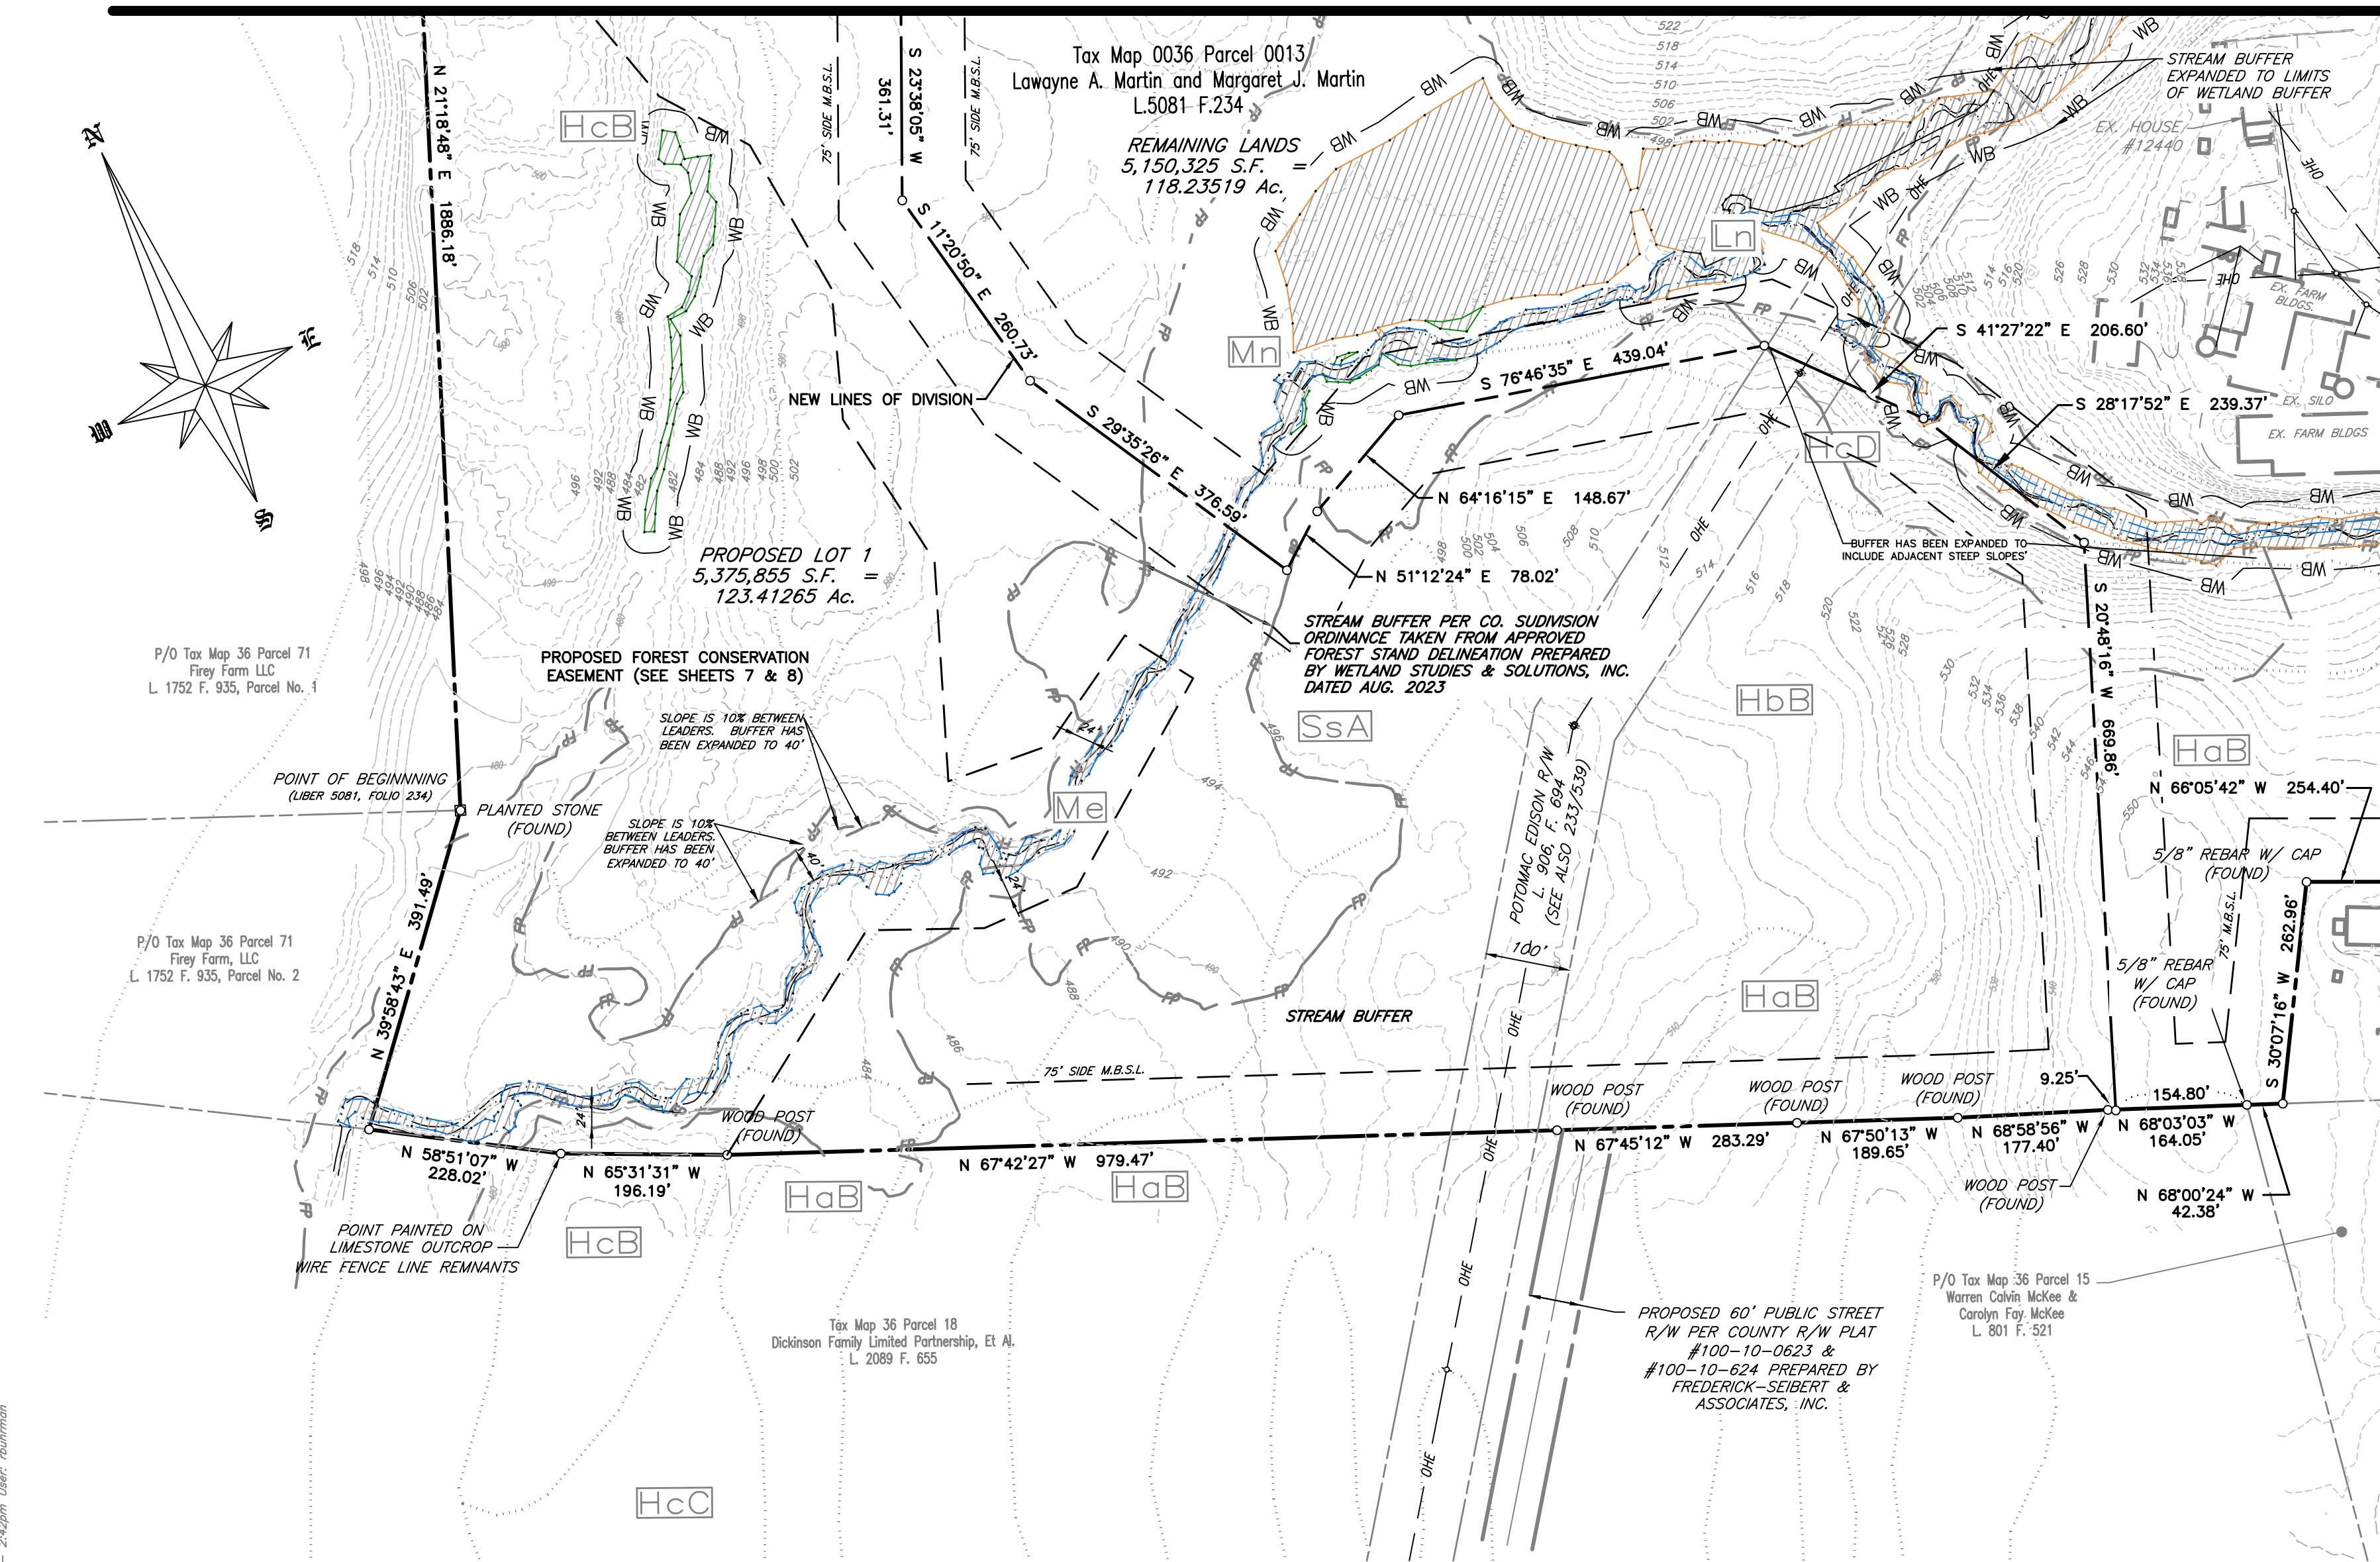 Tax Map 0036 Parcel 0013
Lawayne A. Martin and Margaret J. Martin
L.5081 F.234
REMAINING LANDS
5,150,325 S.F. =
118.23519 Ac.
N 21°18'48" E 1886.18'
S 23°38'05" W
361.31'
75' SIDE M.B.S.L.
75' SIDE M.B.S.L.
S 11°20'50" E 260.73'
NEW LINES OF DIVISION
S 29°35'26" E 376.59'
S 76°46'35" E 439.04'
N 64°16'15" E 148.67'
N 51°12'24" E 78.02'
S 41°27'22" E 206.60'
S 28°17'52" E 239.37'
STREAM BUFFER
EXPANDED TO LIMITS
OF WETLAND BUFFER
EX. HOUSE
#12440
EX. FARM
BLDGS.
EX. SILO
EX. FARM BLDGS
BUFFER HAS BEEN EXPANDED TO
INCLUDE ADJACENT STEEP SLOPES'
HcB
Ln
Mn
HcD
N
E
S
W
PROPOSED LOT 1
5,375,855 S.F. =
123.41265 Ac.
PROPOSED FOREST CONSERVATION
EASEMENT (SEE SHEETS 7 & 8)
STREAM BUFFER PER CO. SUDIVISION
ORDINANCE TAKEN FROM APPROVED
FOREST STAND DELINEATION PREPARED
BY WETLAND STUDIES & SOLUTIONS, INC.
DATED AUG. 2023
P/O Tax Map 36 Parcel 71
Firey Farm LLC
L. 1752 F. 935, Parcel No. 1
SLOPE IS 10% BETWEEN
LEADERS. BUFFER HAS
BEEN EXPANDED TO 40'
POINT OF BEGINNNING
(LIBER 5081, FOLIO 234)
PLANTED STONE
(FOUND)
SLOPE IS 10%
BETWEEN LEADERS.
BUFFER HAS BEEN
EXPANDED TO 40'
40'
24'
24'
24'
Me
SsA
HbB
HaB
HaB
S 20°48'16" W 669.86'
N 66°05'42" W 254.40'
5/8" REBAR W/ CAP
(FOUND)
75' M.B.S.L.
5/8" REBAR
W/ CAP
(FOUND)
S 30°07'16" W 262.96'
POTOMAC EDISON R/W
L. 906, F. 694
(SEE ALSO 233/539)
100'
P/O Tax Map 36 Parcel 71
Firey Farm, LLC
L. 1752 F. 935, Parcel No. 2
N 39°58'43" E 391.49'
STREAM BUFFER
75' SIDE M.B.S.L.
WOOD POST
(FOUND)
WOOD POST
(FOUND)
WOOD POST
(FOUND)
WOOD POST
(FOUND)
9.25'
154.80'
N 58°51'07" W
228.02'
N 65°31'31" W
196.19'
N 67°42'27" W 979.47'
N 67°45'12" W 283.29'
N 67°50'13" W
189.65'
N 68°58'56" W
177.40'
N 68°03'03" W
164.05'
WOOD POST
(FOUND)
N 68°00'24" W
42.38'
HaB
HaB
HcB
POINT PAINTED ON
LIMESTONE OUTCROP
WIRE FENCE LINE REMNANTS
Tax Map 36 Parcel 18
Dickinson Family Limited Partnership, Et Al.
L. 2089 F. 655
PROPOSED 60' PUBLIC STREET
R/W PER COUNTY R/W PLAT
#100-10-0623 &
#100-10-624 PREPARED BY
FREDERICK-SEIBERT &
ASSOCIATES, INC.
P/O Tax Map 36 Parcel 15
Warren Calvin McKee &
Carolyn Fay McKee
L. 801 F. 521
HcC